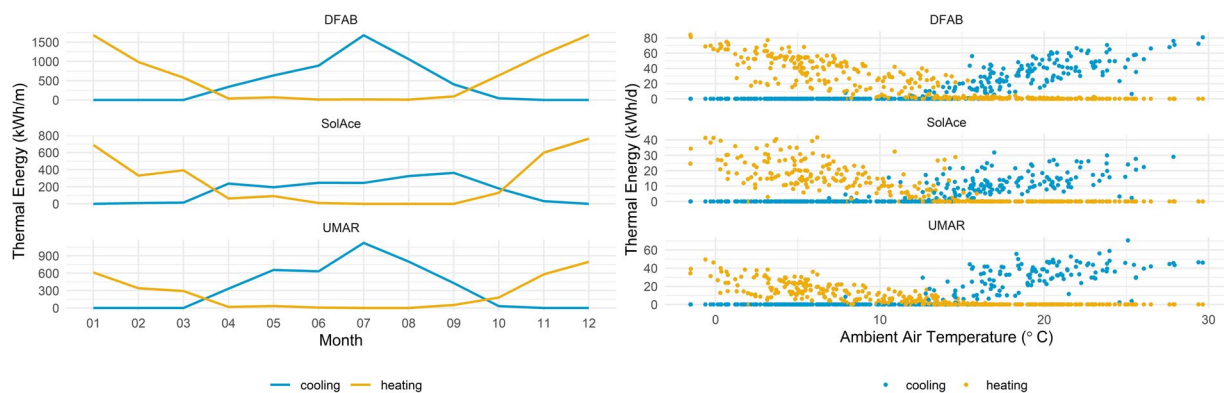 DFAB
1500
1000
500
0
SolAce
800
600
400
200
0
UMAR
900
600
300
0
01 02 03 04 05 06 07 08 09 10 11 12
Month
Thermal Energy (kWh/m)
cooling heating
DFAB
80
60
40
20
0
SolAce
40
30
20
10
0
UMAR
60
40
20
0
0 10 20 30
Ambient Air Temperature (° C)
Thermal Energy (kWh/d)
cooling heating